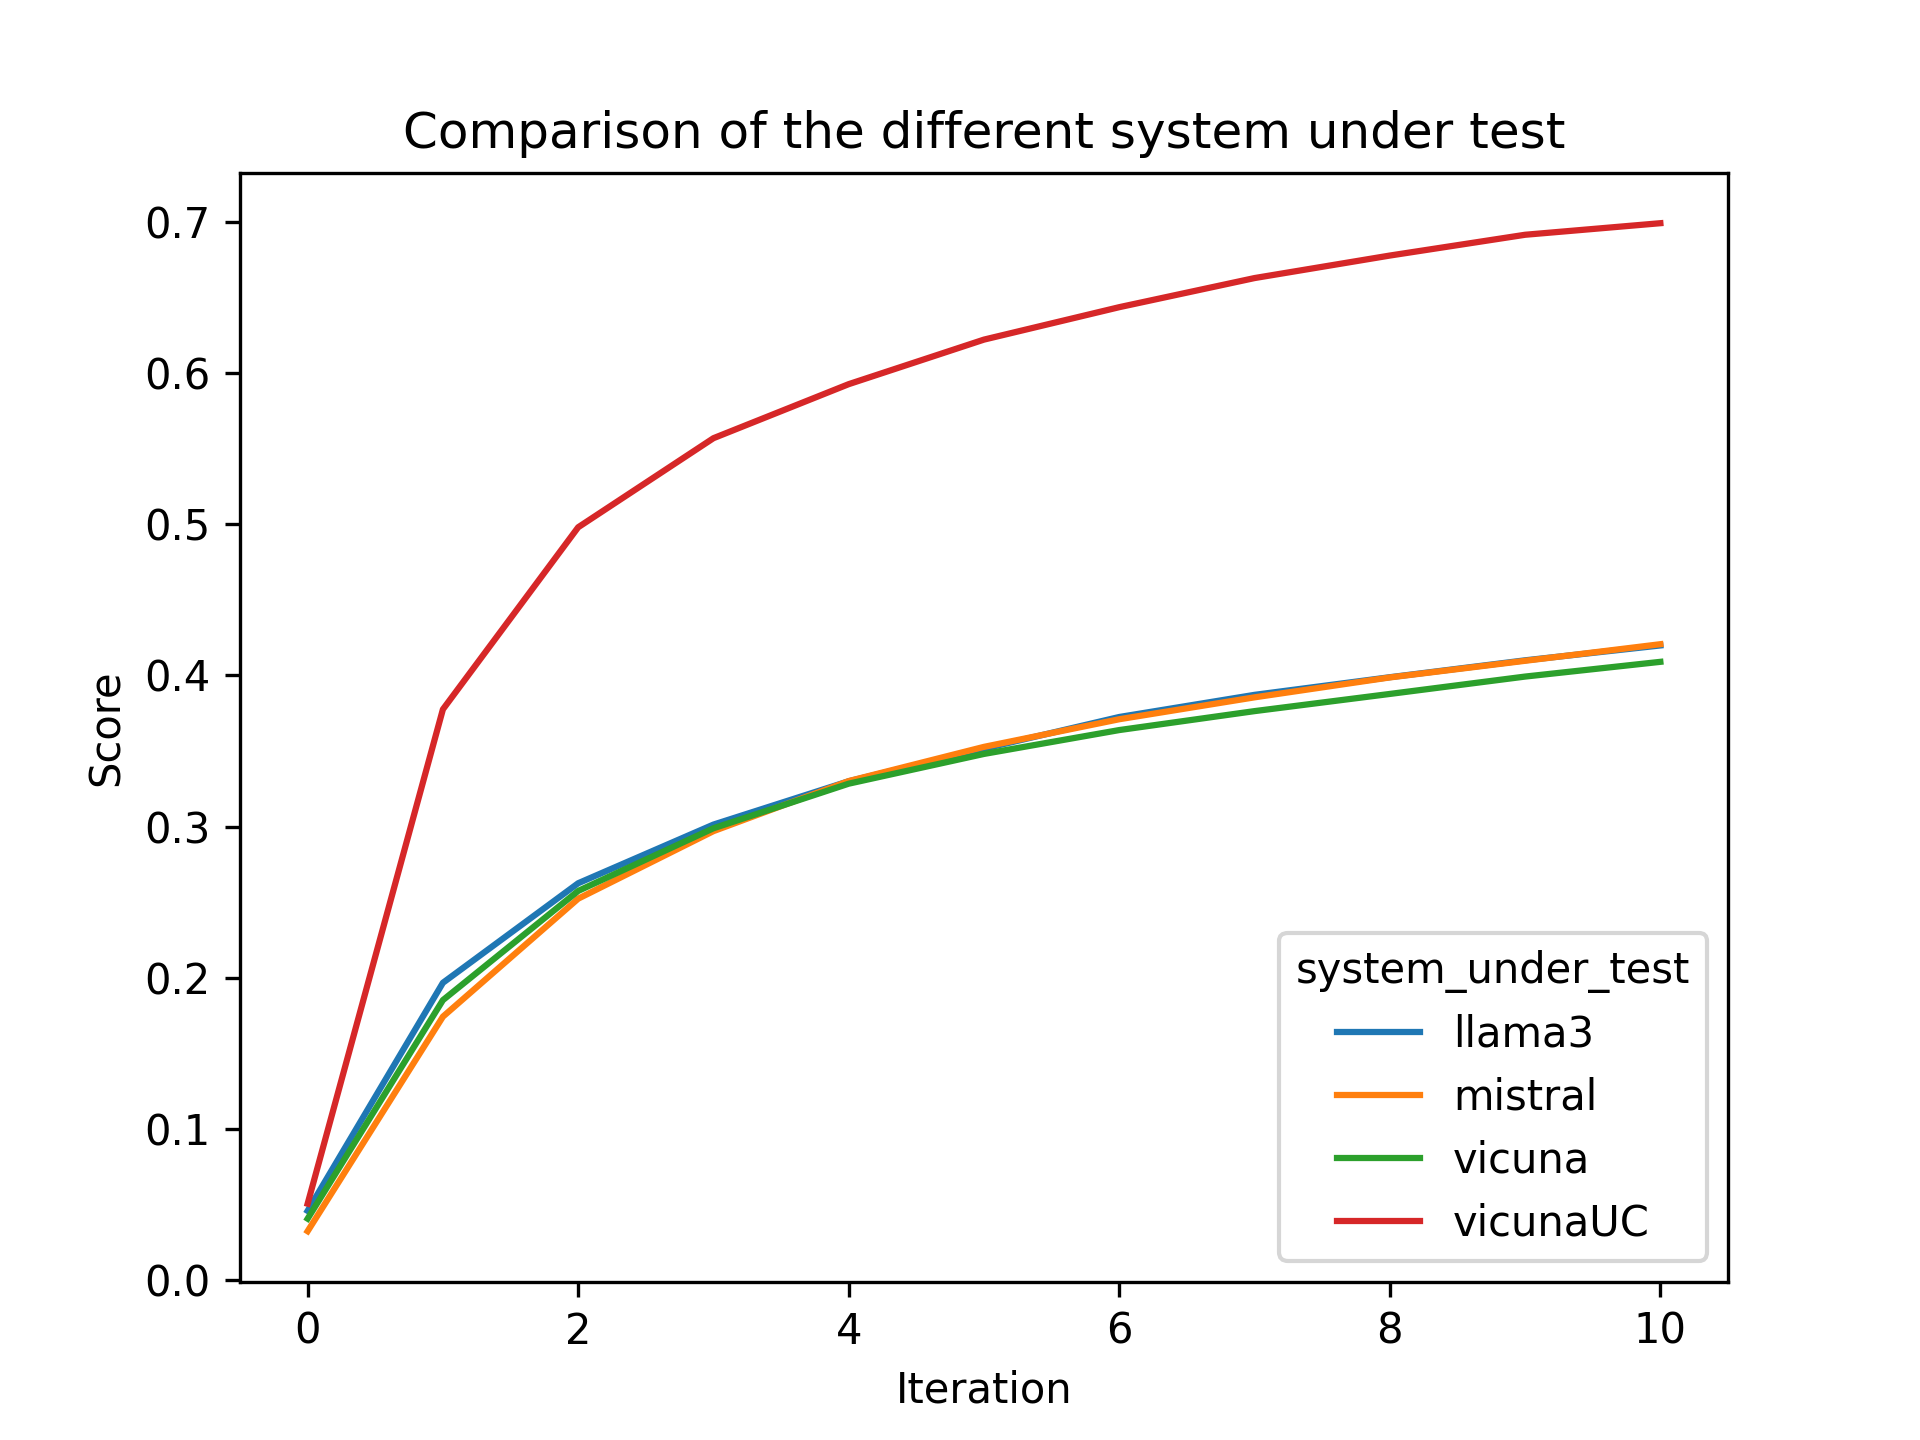 Comparison of the different system under test
0.7
0.6
0.5
0.4
0.3
0.2
0.1
0.0
Score
0 2 4 6 8 10
Iteration
system_under_test
llama3
mistral
vicuna
vicunaUC